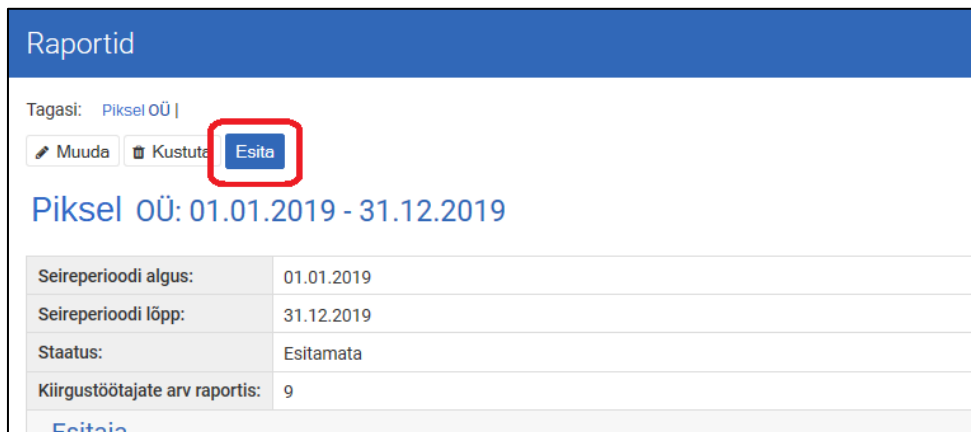 Raportid
Tagasi: Piksel OÜ |
Muuda Kustuta Esita
Piksel OÜ: 01.01.2019 - 31.12.2019
Seireperioodi algus: 01.01.2019
Seireperioodi lõpp: 31.12.2019
Staatus: Esitamata
Kiirgustöötajate arv raportis: 9
Esitaja